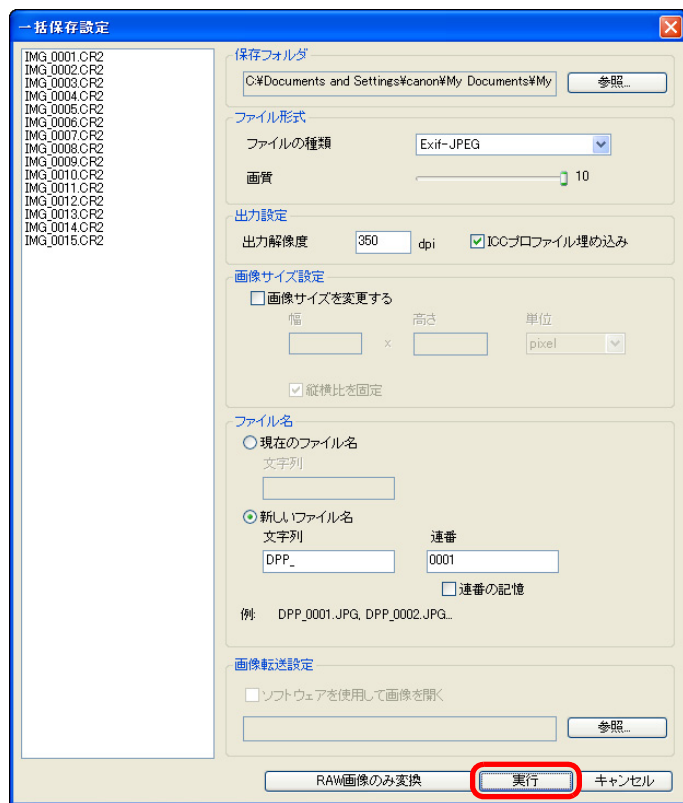 一括保存設定
IMG_0001.CR2
IMG_0002.CR2
IMG_0003.CR2
IMG_0004.CR2
IMG_0005.CR2
IMG_0006.CR2
IMG_0007.CR2
IMG_0008.CR2
IMG_0009.CR2
IMG_0010.CR2
IMG_0011.CR2
IMG_0012.CR2
IMG_0013.CR2
IMG_0014.CR2
IMG_0015.CR2
保存フォルダ
C:¥Documents and Settings¥canon¥My Documents¥My 参照...
ファイル形式
ファイルの種類 Exif-JPEG
画質 10
出力設定
出力解像度 350 dpi ICCプロファイル埋め込み
画像サイズ設定
画像サイズを変更する
幅 高さ 単位
x pixel
縦横比を固定
ファイル名
現在のファイル名
文字列
新しいファイル名
文字列 連番
DPP_ 0001
連番の記憶
例: DPP_0001.JPG, DPP_0002.JPG...
画像転送設定
ソフトウェアを使用して画像を開く
参照...
RAW画像のみ変換 実行 キャンセル